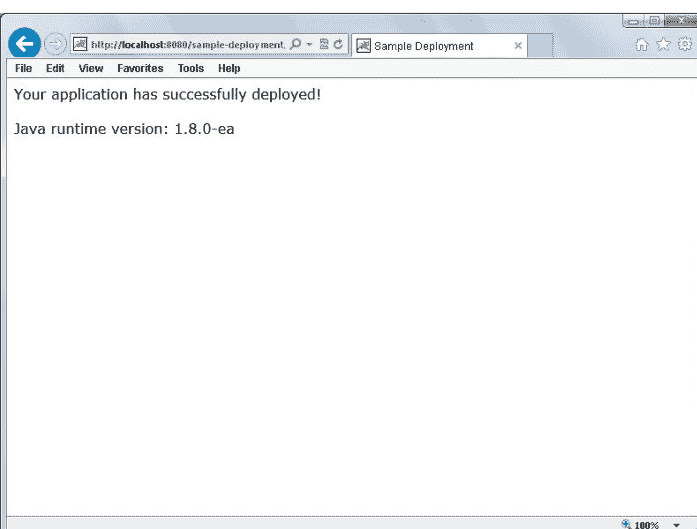 http://localhost:8080/sample-deployment.
Sample Deployment
File Edit View Favorites Tools Help
Your application has successfully deployed!
Java runtime version: 1.8.0-ea
100%